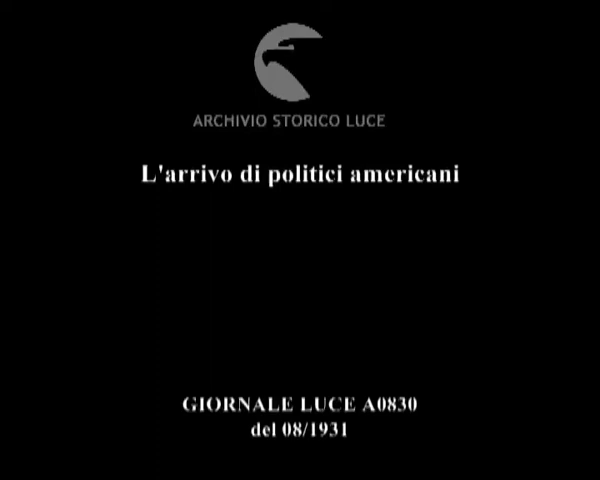 ARCHIVIO STORICO LUCE
L'arrivo di politici americani
GIORNALE LUCE A0830
del 08/1931